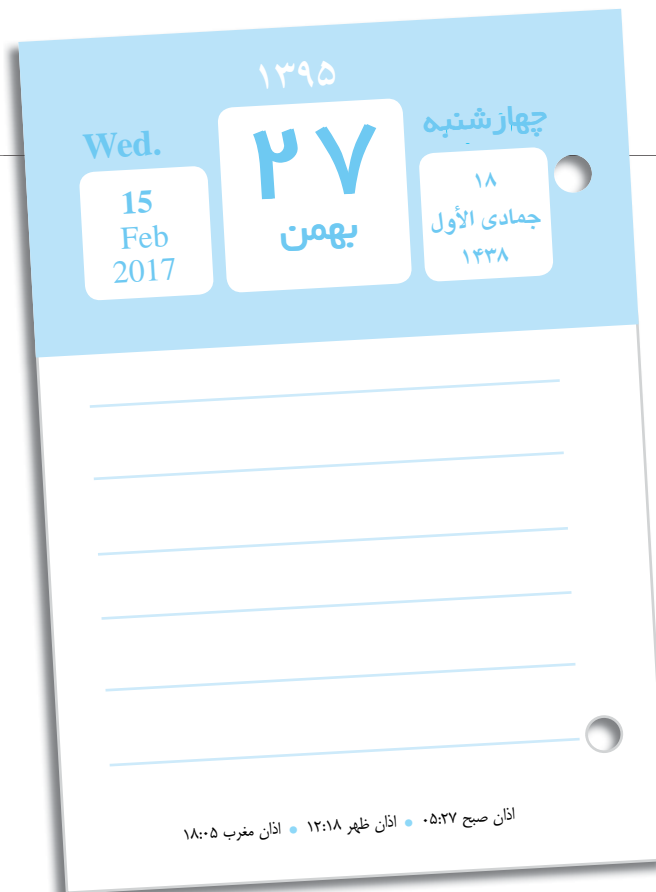 ۱۳۹۵
چهارشنبه
۱۸
جمادی الأول
۱۴۳۸
۲۷
بهمن
Wed.
15
Feb
2017
اذان صبح ۰۵:۲۷ • اذان ظهر ۱۲:۱۸ • اذان مغرب ۱۸:۰۵